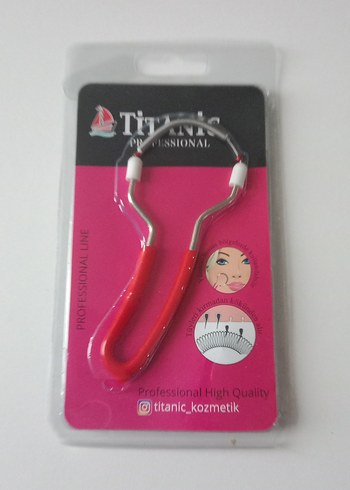 TITANIC
PROFESSIONAL
PROFESSIONAL LINE
Professional High Quality
titanic_kozmetik